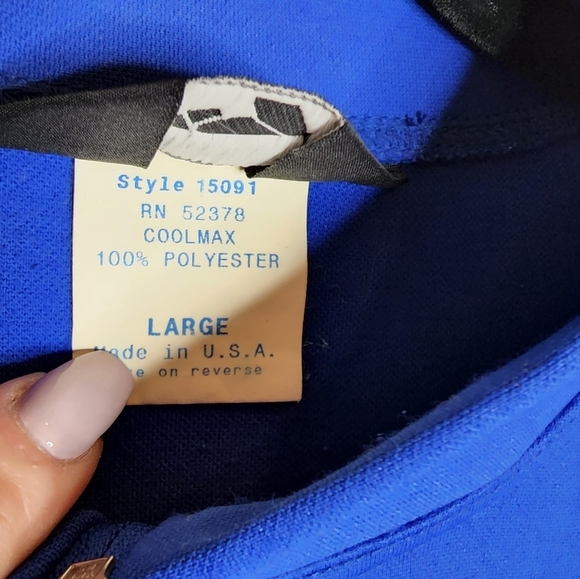 Style 15091
RN 52378
COOLMAX
100% POLYESTER
LARGE
Made in U.S.A.
on reverse